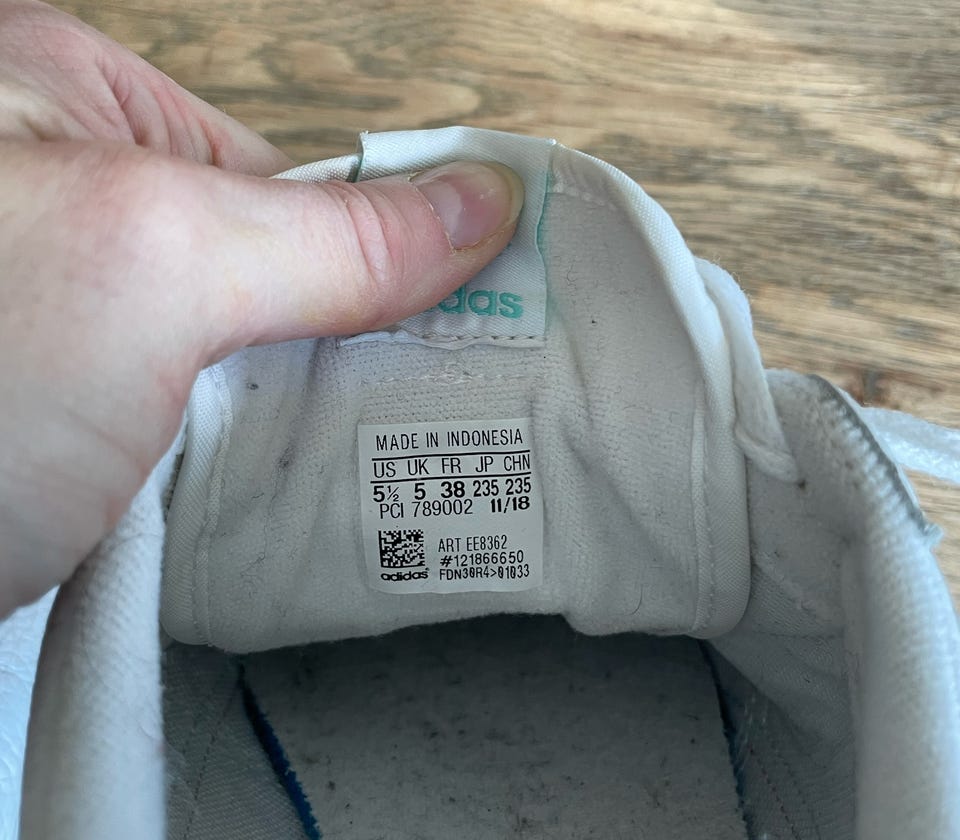 das
MADE IN INDONESIA
US UK FR JP CHN
5½ 5 38 235 235
PCI 789002 11/18
ART EE8362
#121866650
adidas FDN30R4>01033